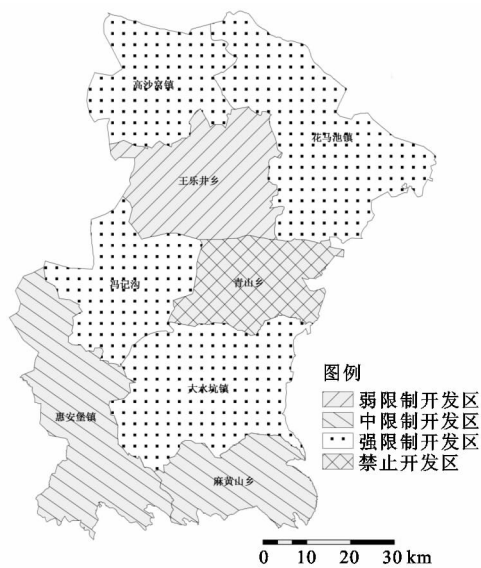 高沙窝镇
花马池镇
王乐井乡
冯记沟
青山乡
大水坑镇
惠安堡镇
麻黄山乡
图例
弱限制开发区
中限制开发区
强限制开发区
禁止开发区
0 10 20 30 km